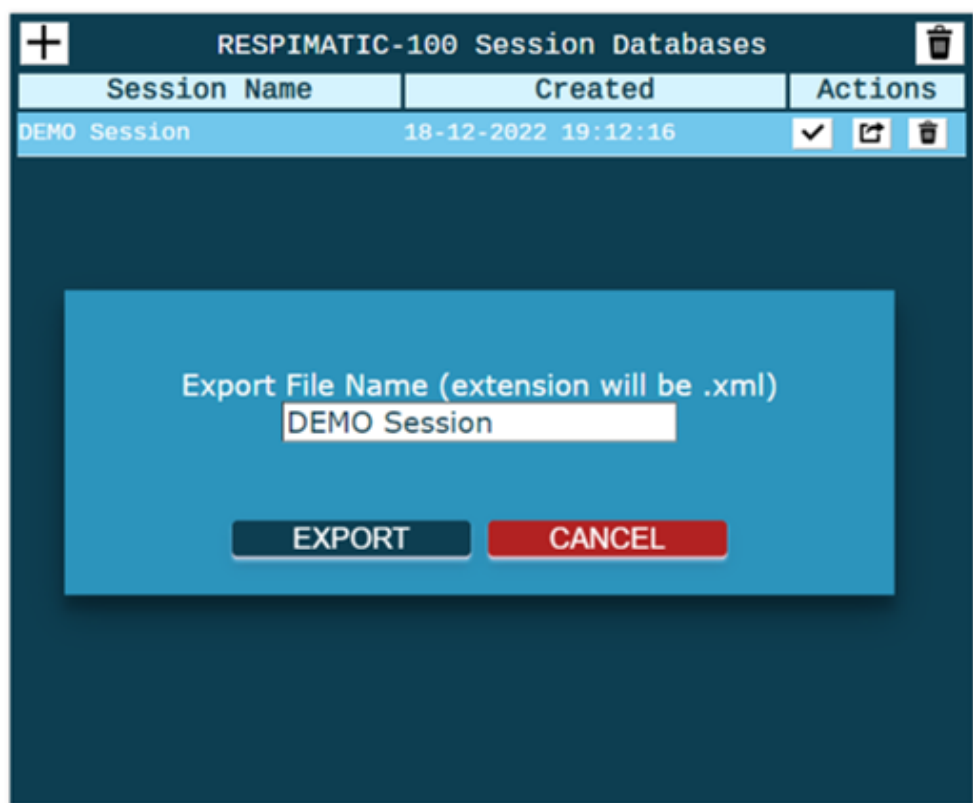 RESPIMATIC-100 Session Databases
Session Name Created Actions
DEMO Session 18-12-2022 19:12:16
Export File Name (extension will be .xml)
DEMO Session
EXPORT CANCEL